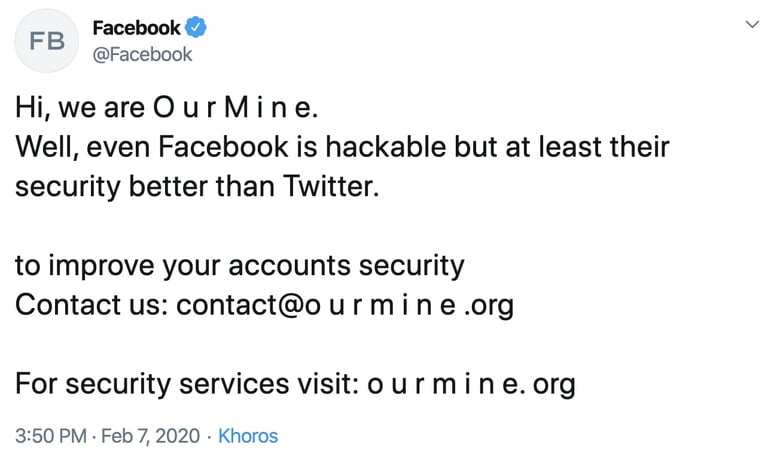 FB
Facebook
@Facebook
Hi, we are O u r M i n e.
Well, even Facebook is hackable but at least their
security better than Twitter.
to improve your accounts security
Contact us: contact@o u r m i n e .org
For security services visit: o u r m i n e. org
3:50 PM · Feb 7, 2020 · Khoros